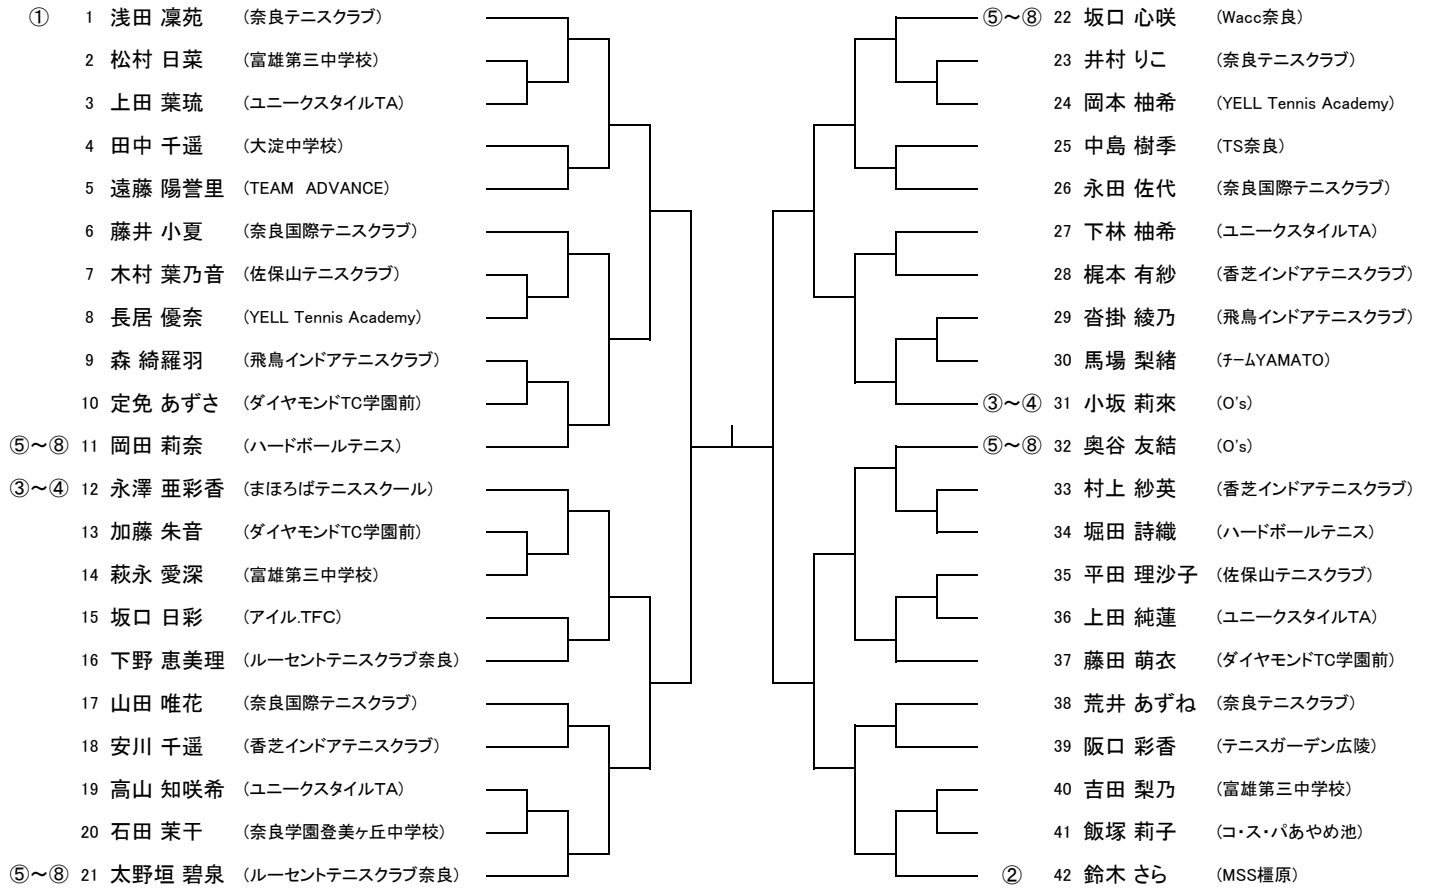 ① 1 浅田 凜苑 (奈良テニスクラブ)
2 松村 日菜 (富雄第三中学校)
3 上田 葉琉 (ユニークスタイルTA)
4 田中 千遥 (大淀中学校)
5 遠藤 陽誉里 (TEAM ADVANCE)
6 藤井 小夏 (奈良国際テニスクラブ)
7 木村 葉乃音 (佐保山テニスクラブ)
8 長居 優奈 (YELL Tennis Academy)
9 森 綺羅羽 (飛鳥インドアテニスクラブ)
10 定免 あずさ (ダイヤモンドTC学園前)
⑤～⑧ 11 岡田 莉奈 (ハードボールテニス)
③～④ 12 永澤 亜彩香 (まほろばテニススクール)
13 加藤 朱音 (ダイヤモンドTC学園前)
14 萩永 愛深 (富雄第三中学校)
15 坂口 日彩 (アイル.TFC)
16 下野 恵美理 (ルーセントテニスクラブ奈良)
17 山田 唯花 (奈良国際テニスクラブ)
18 安川 千遥 (香芝インドアテニスクラブ)
19 高山 知咲希 (ユニークスタイルTA)
20 石田 茉干 (奈良学園登美ヶ丘中学校)
⑤～⑧ 21 太野垣 碧泉 (ルーセントテニスクラブ奈良)
⑤～⑧ 22 坂口 心咲 (Wacc奈良)
23 井村 りこ (奈良テニスクラブ)
24 岡本 柚希 (YELL Tennis Academy)
25 中島 樹季 (TS奈良)
26 永田 佐代 (奈良国際テニスクラブ)
27 下林 柚希 (ユニークスタイルTA)
28 梶本 有紗 (香芝インドアテニスクラブ)
29 沓掛 綾乃 (飛鳥インドアテニスクラブ)
30 馬場 梨緒 (ﾁｰﾑYAMATO)
③～④ 31 小坂 莉來 (O's)
⑤～⑧ 32 奥谷 友結 (O's)
33 村上 紗英 (香芝インドアテニスクラブ)
34 堀田 詩織 (ハードボールテニス)
35 平田 理沙子 (佐保山テニスクラブ)
36 上田 純蓮 (ユニークスタイルTA)
37 藤田 萌衣 (ダイヤモンドTC学園前)
38 荒井 あずね (奈良テニスクラブ)
39 阪口 彩香 (テニスガーデン広陵)
40 吉田 梨乃 (富雄第三中学校)
41 飯塚 莉子 (コ・ス・パあやめ池)
② 42 鈴木 さら (MSS橿原)